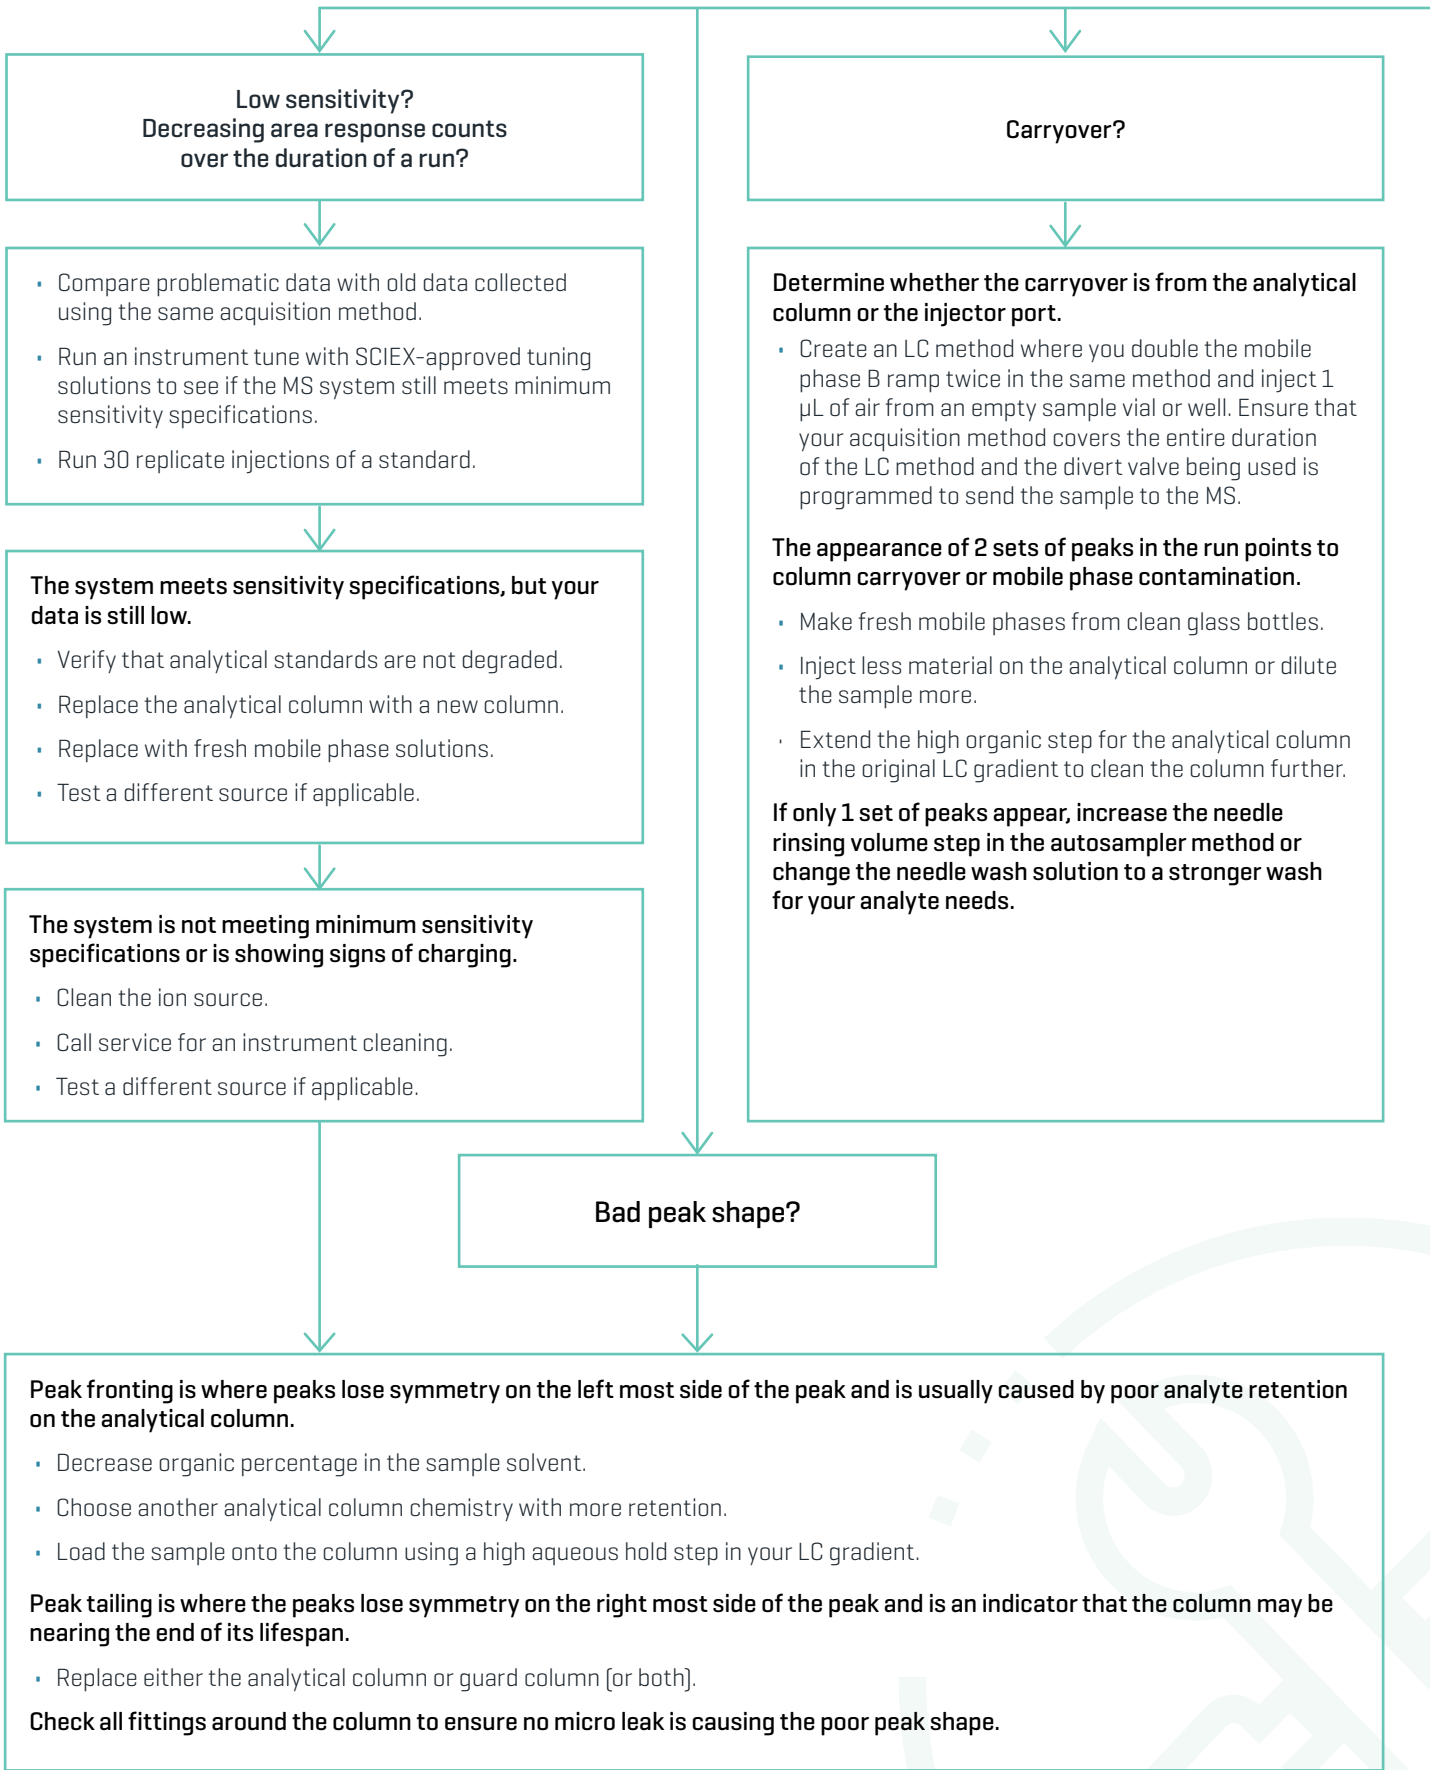 Low sensitivity?
Decreasing area response counts
over the duration of a run?
• Compare problematic data with old data collected
using the same acquisition method.
• Run an instrument tune with SCIEX-approved tuning
solutions to see if the MS system still meets minimum
sensitivity specifications.
• Run 30 replicate injections of a standard.
The system meets sensitivity specifications, but your
data is still low.
• Verify that analytical standards are not degraded.
• Replace the analytical column with a new column.
• Replace with fresh mobile phase solutions.
• Test a different source if applicable.
The system is not meeting minimum sensitivity
specifications or is showing signs of charging.
• Clean the ion source.
• Call service for an instrument cleaning.
• Test a different source if applicable.
Carryover?
Determine whether the carryover is from the analytical
column or the injector port.
• Create an LC method where you double the mobile
phase B ramp twice in the same method and inject 1
µL of air from an empty sample vial or well. Ensure that
your acquisition method covers the entire duration
of the LC method and the divert valve being used is
programmed to send the sample to the MS.
The appearance of 2 sets of peaks in the run points to
column carryover or mobile phase contamination.
• Make fresh mobile phases from clean glass bottles.
• Inject less material on the analytical column or dilute
the sample more.
• Extend the high organic step for the analytical column
in the original LC gradient to clean the column further.
If only 1 set of peaks appear, increase the needle
rinsing volume step in the autosampler method or
change the needle wash solution to a stronger wash
for your analyte needs.
Bad peak shape?
Peak fronting is where peaks lose symmetry on the left most side of the peak and is usually caused by poor analyte retention
on the analytical column.
• Decrease organic percentage in the sample solvent.
• Choose another analytical column chemistry with more retention.
• Load the sample onto the column using a high aqueous hold step in your LC gradient.
Peak tailing is where the peaks lose symmetry on the right most side of the peak and is an indicator that the column may be
nearing the end of its lifespan.
• Replace either the analytical column or guard column (or both).
Check all fittings around the column to ensure no micro leak is causing the poor peak shape.